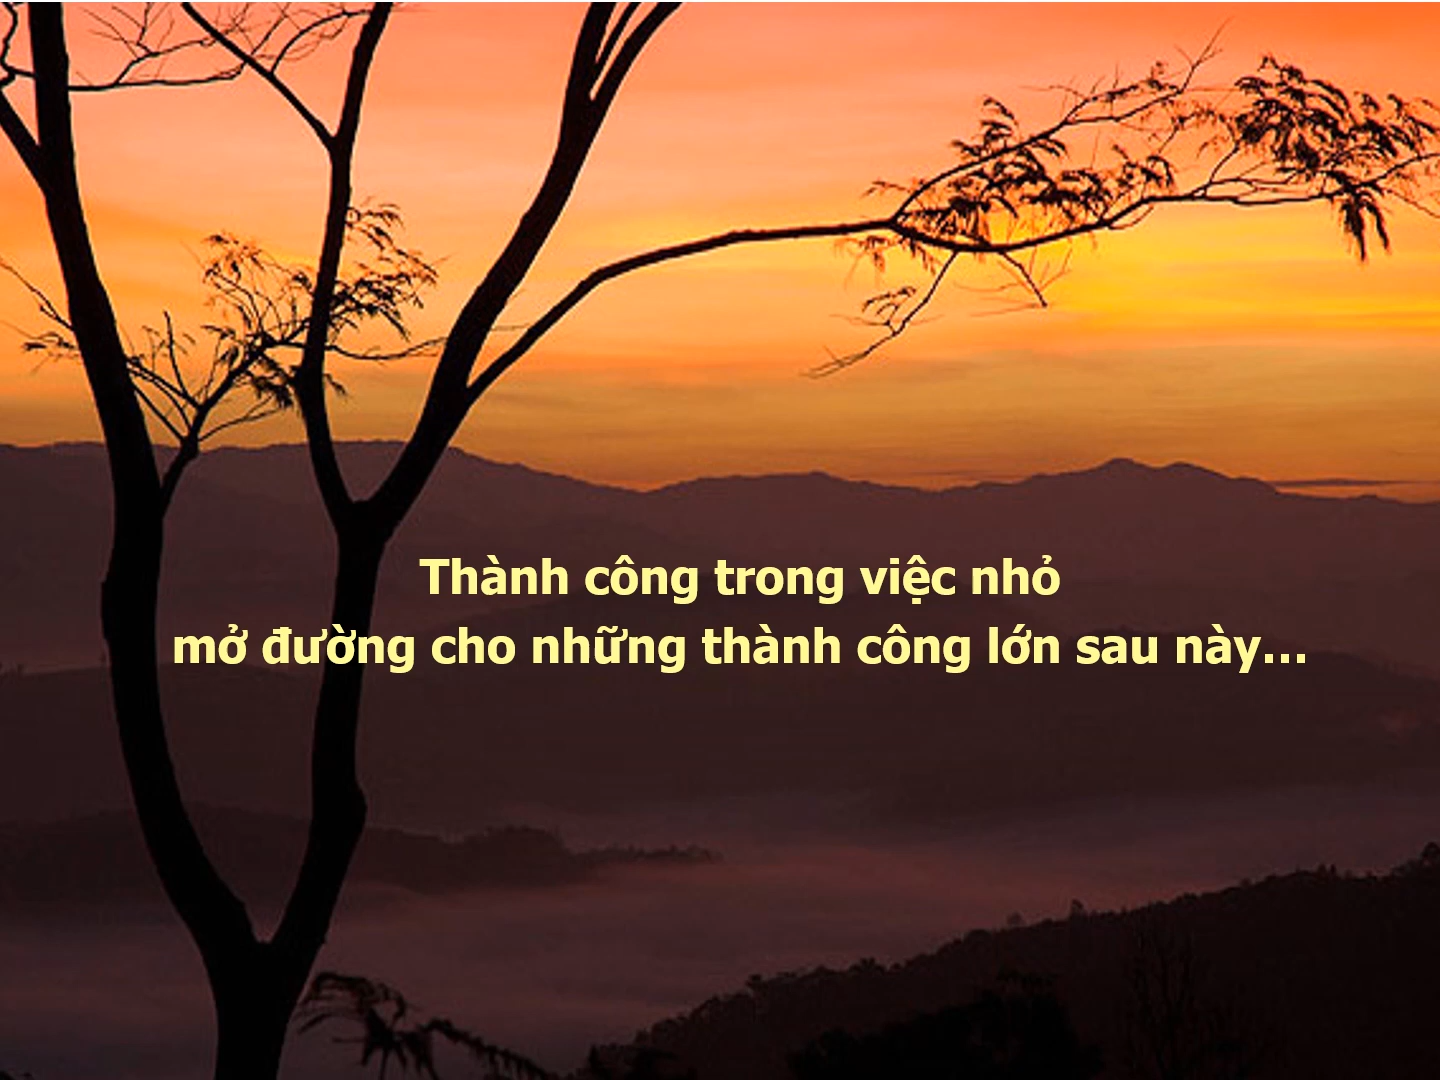 Thành công trong việc nhỏ
mở đường cho những thành công lớn sau này…